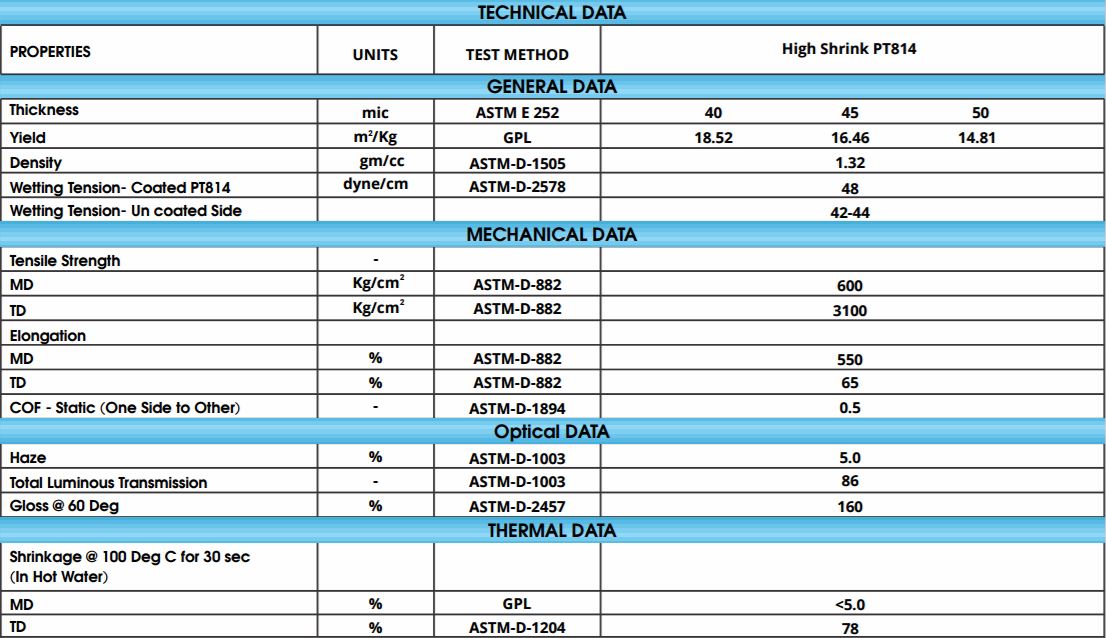 TECHNICAL DATA
PROPERTIES UNITS TEST METHOD High Shrink PT814
GENERAL DATA
Thickness mic ASTM E 252 40 45 50
Yield m²/Kg GPL 18.52 16.46 14.81
Density gm/cc ASTM-D-1505 1.32
Wetting Tension- Coated PT814 dyne/cm ASTM-D-2578 48
Wetting Tension- Un coated Side 42-44
MECHANICAL DATA
Tensile Strength -
MD Kg/cm² ASTM-D-882 600
TD Kg/cm² ASTM-D-882 3100
Elongation
MD % ASTM-D-882 550
TD % ASTM-D-882 65
COF - Static (One Side to Other) - ASTM-D-1894 0.5
Optical DATA
Haze % ASTM-D-1003 5.0
Total Luminous Transmission - ASTM-D-1003 86
Gloss @ 60 Deg % ASTM-D-2457 160
THERMAL DATA
Shrinkage @ 100 Deg C for 30 sec
(In Hot Water)
MD % GPL <5.0
TD % ASTM-D-1204 78